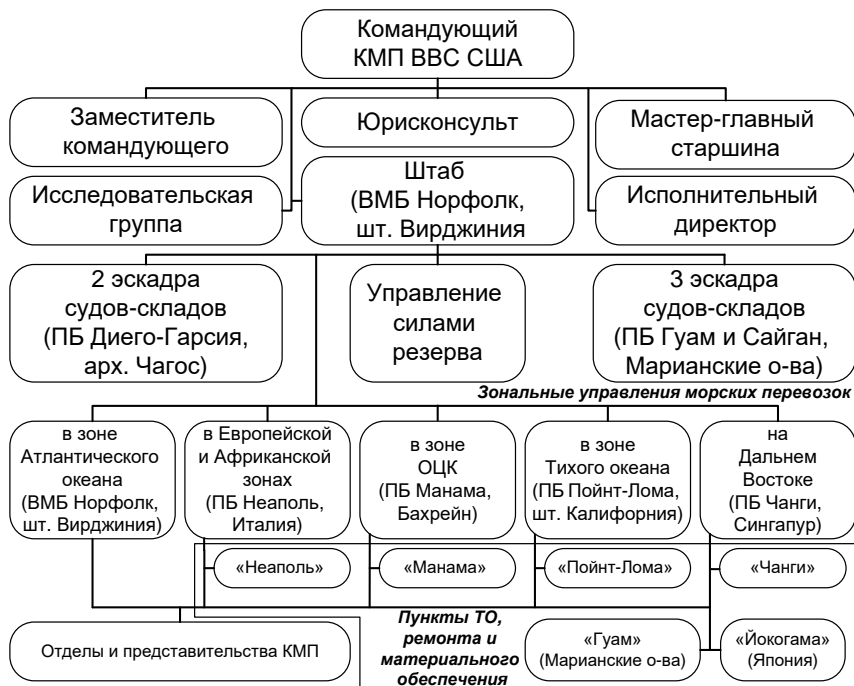 Командующий
КМП ВВС США
Заместитель
командующего
Юрисконсульт
Мастер-главный
старшина
Исследовательская
группа
Штаб
(ВМБ Норфолк,
шт. Вирджиния
Исполнительный
директор
2 эскадра
судов-складов
(ПБ Диего-Гарсия,
арх. Чагос)
Управление
силами
резерва
3 эскадра
судов-складов
(ПБ Гуам и Сайган,
Марианские о-ва)
Зональные управления морских перевозок
в зоне
Атлантического
океана
(ВМБ Норфолк,
шт. Вирджиния)
в Европейской
и Африканской
зонах
(ПБ Неаполь,
Италия)
в зоне
ОЦК
(ПБ Манама,
Бахрейн)
в зоне
Тихого океана
(ПБ Пойнт-Лома,
шт. Калифорния)
на
Дальнем
Востоке
(ПБ Чанги,
Сингапур)
«Неаполь»
«Манама»
«Пойнт-Лома»
«Чанги»
Отделы и представительства КМП
Пункты ТО,
ремонта и
материального
обеспечения
«Гуам»
(Марианские о-ва)
«Йокогама»
(Япония)